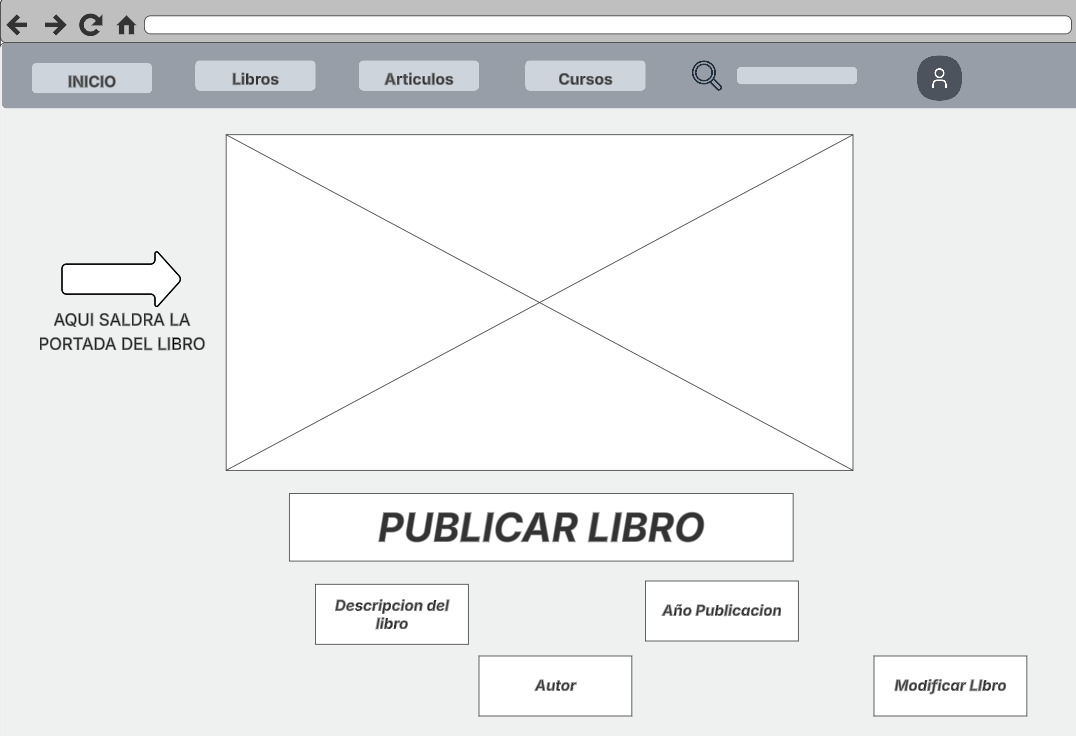 INICIO
Libros
Articulos
Cursos
AQUI SALDRA LA
PORTADA DEL LIBRO
PUBLICAR LIBRO
Descripcion del
libro
Año Publicacion
Autor
Modificar LIbro